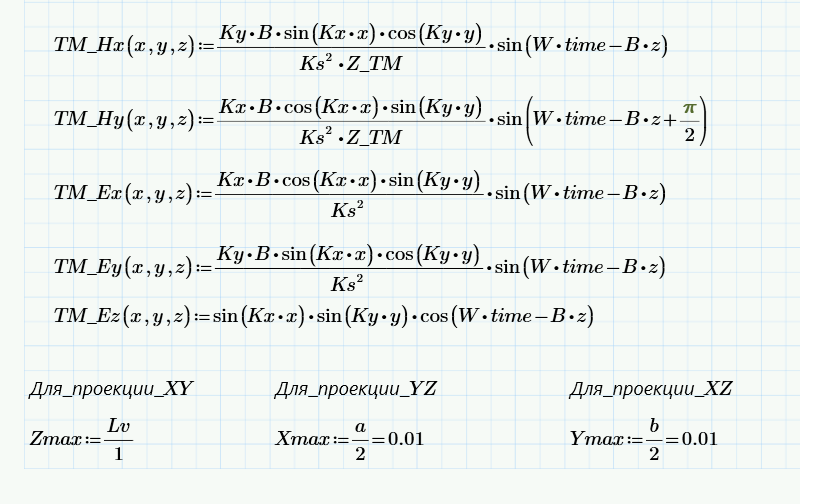 TM_Hx(x,y,z):=Ky•B•sin(Kx•x)•cos(Ky•y)/Ks²•Z_TM•sin(W•time−B•z)
TM_Hy(x,y,z):=Kx•B•cos(Kx•x)•sin(Ky•y)/Ks²•Z_TM•sin(W•time−B•z+π/2)
TM_Ex(x,y,z):=Kx•B•cos(Kx•x)•sin(Ky•y)/Ks²•sin(W•time−B•z)
TM_Ey(x,y,z):=Ky•B•sin(Kx•x)•cos(Ky•y)/Ks²•sin(W•time−B•z)
TM_Ez(x,y,z):=sin(Kx•x)•sin(Ky•y)•cos(W•time−B•z)
Для_проекции_XY Для_проекции_YZ Для_проекции_XZ
Zmax:=Lv/1 Xmax:=a/2=0.01 Ymax:=b/2=0.01